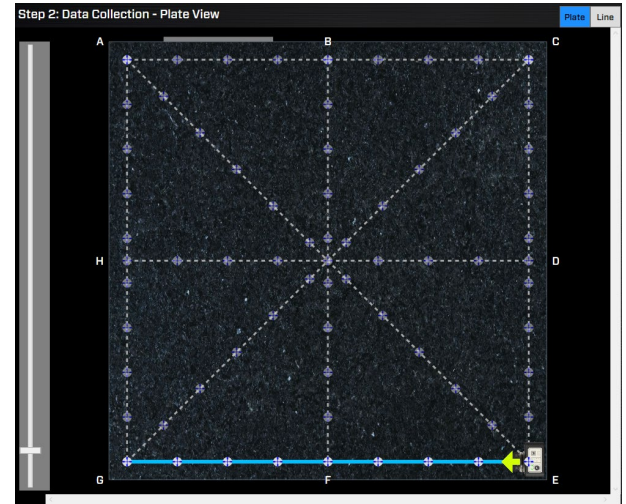 Step 2: Data Collection - Plate View
Plate Line
A B C
H D
G F E